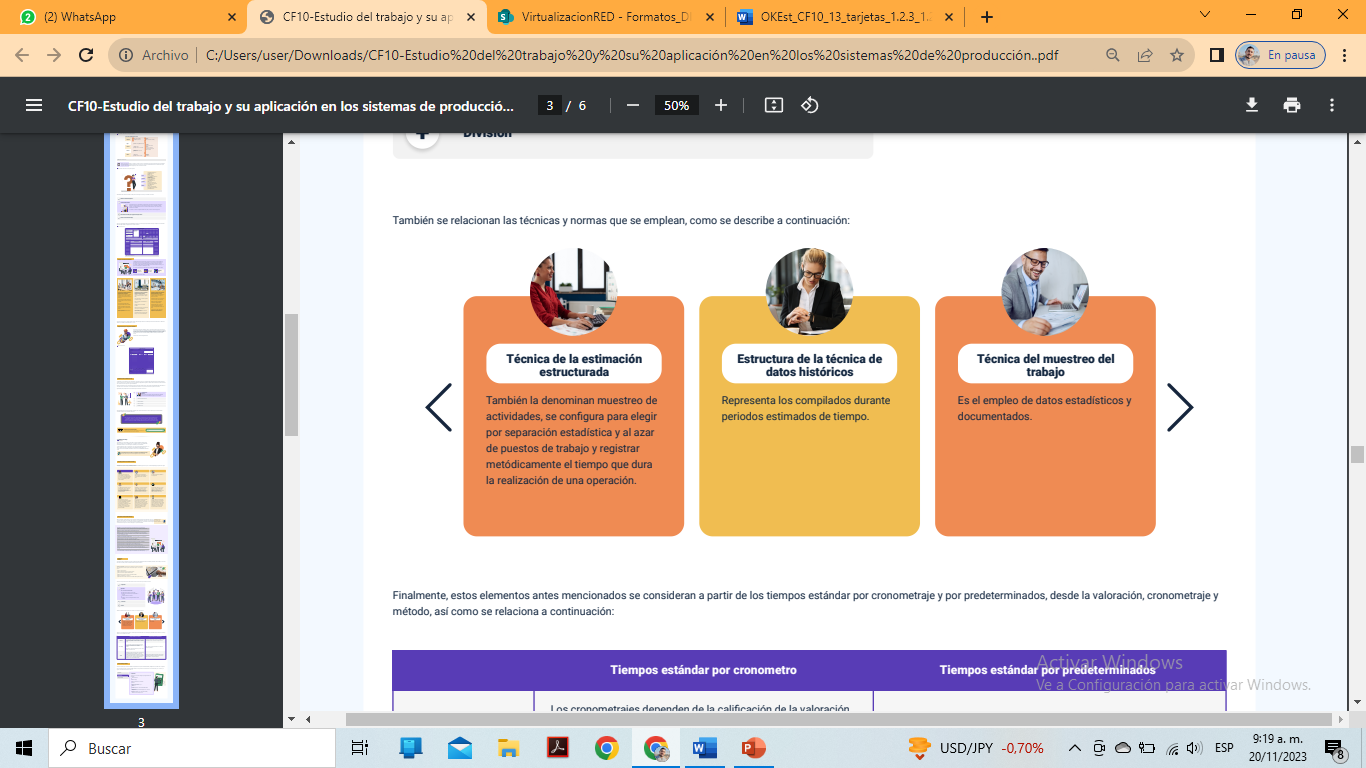 (2) WhatsApp
CF10-Estudio del trabajo y su ap
VirtualizacionRED - Formatos_D
OKEst_CF10_13_tarjetas_1.2.3_1.
Archivo
C:/Users/user/Downloads/CF10-Estudio%20del%20trabajo%20y%20su%20aplicación%20en%20los%20sistemas%20de%20producción..pdf
En pausa
CF10-Estudio del trabajo y su aplicación en los sistemas de producció...
3 / 6
50%
División
También se relacionan las técnicas y normas que se emplean, como se describe a continuación:
Técnica de la estimación
estructurada
También la denominan muestreo de
actividades, se configura para elegir
por separación estadística y al azar
de puestos de trabajo y registrar
metódicamente el tiempo que dura
la realización de una operación.
Estructura de la técnica de
datos históricos
Representa los compilados durante
periodos estimados de tiempo.
Técnica del muestreo del
trabajo
Es el empleo de datos estadísticos y
documentados.
Finalmente, estos elementos antes mencionados se consideran a partir de los tiempos estándar por cronometraje y por predeterminados, desde la valoración, cronometraje y
método, así como se relaciona a continuación:
Tiempos estándar por cronometro
Tiempos estándar por predeterminados
Los cronometrajes dependen de la calificación de la valoración
Activar Windows
Ve a Configuración para activar Windows.
3
Buscar
USD/JPY -0,70%
ESP
9:19 a. m.
20/11/2023
8